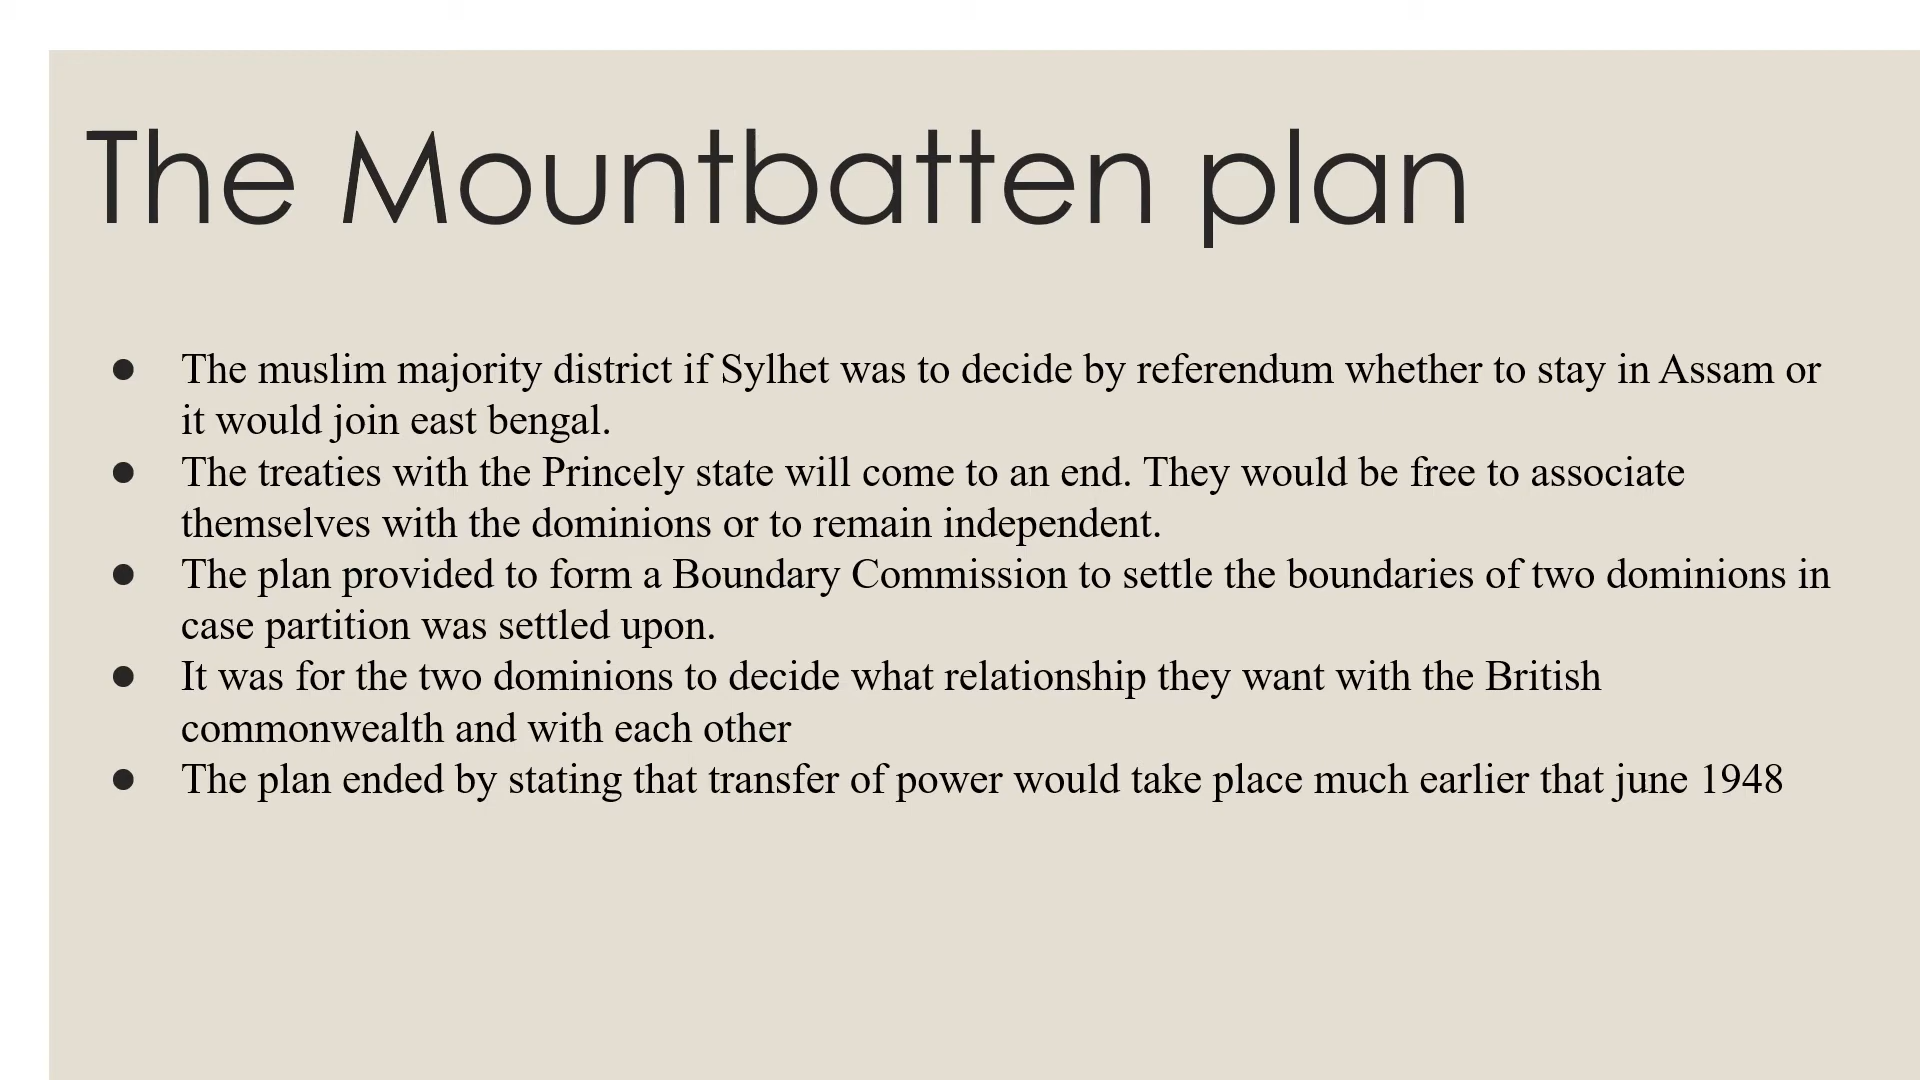 The Mountbatten plan
● The muslim majority district if Sylhet was to decide by referendum whether to stay in Assam or
it would join east bengal.
● The treaties with the Princely state will come to an end. They would be free to associate
themselves with the dominions or to remain independent.
● The plan provided to form a Boundary Commission to settle the boundaries of two dominions in
case partition was settled upon.
● It was for the two dominions to decide what relationship they want with the British
commonwealth and with each other
● The plan ended by stating that transfer of power would take place much earlier that june 1948